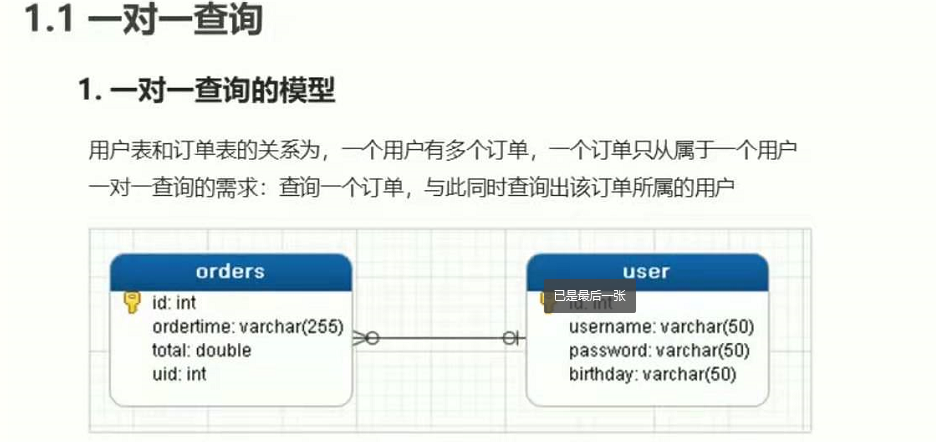 1.1 一对一查询
1. 一对一查询的模型
用户表和订单表的关系为，一个用户有多个订单，一个订单只从属于一个用户
一对一查询的需求：查询一个订单，与此同时查询出该订单所属的用户
orders
id: int
ordertime: varchar(255)
total: double
uid: int
user
已是最后一张
id: int
username: varchar(50)
password: varchar(50)
birthday: varchar(50)